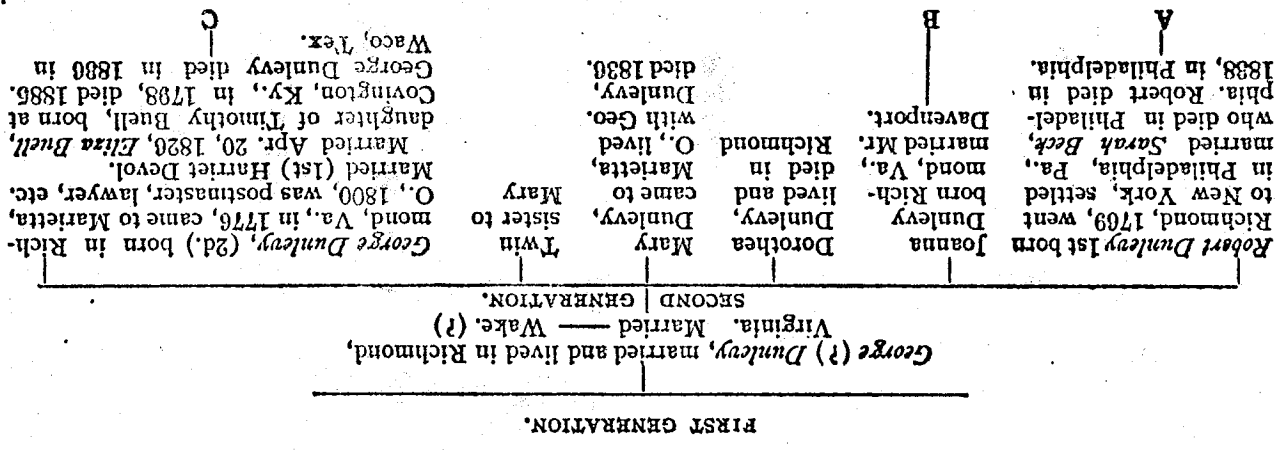 FIRST GENERATION.
George (?) Dunlevy, married and lived in Richmond,
Virginia. Married —— Wake. (?)
SECOND GENERATION.
Robert Dunlevy 1st born
Richmond, 1769, went
to New York, settled
in Philadelphia, Pa.,
married Sarah Beck,
who died in Philadel-
phia. Robert died in
1838, in Philadelphia.
A
Joanna
Dunlevy
born Rich-
mond, Va.,
married Mr.
Davenport.
B
Dorothea
Dunlevy,
lived and
died in
Richmond
Mary
Dunlevy,
came to
Marietta,
O., lived
with Geo.
Dunlevy,
died 1836.
Twin
sister to
Mary
George Dunlevy, (2d.) born in Rich-
mond, Va., in 1776, came to Marietta,
O., 1800, was postmaster, lawyer, etc.
Married (1st) Harriet Devol.
Married Apr. 20, 1826, Eliza Buell,
daughter of Timothy Buell, born at
Covington, Ky., in 1798, died 1885.
George Dunlevy died in in
Waco, Tex.
C